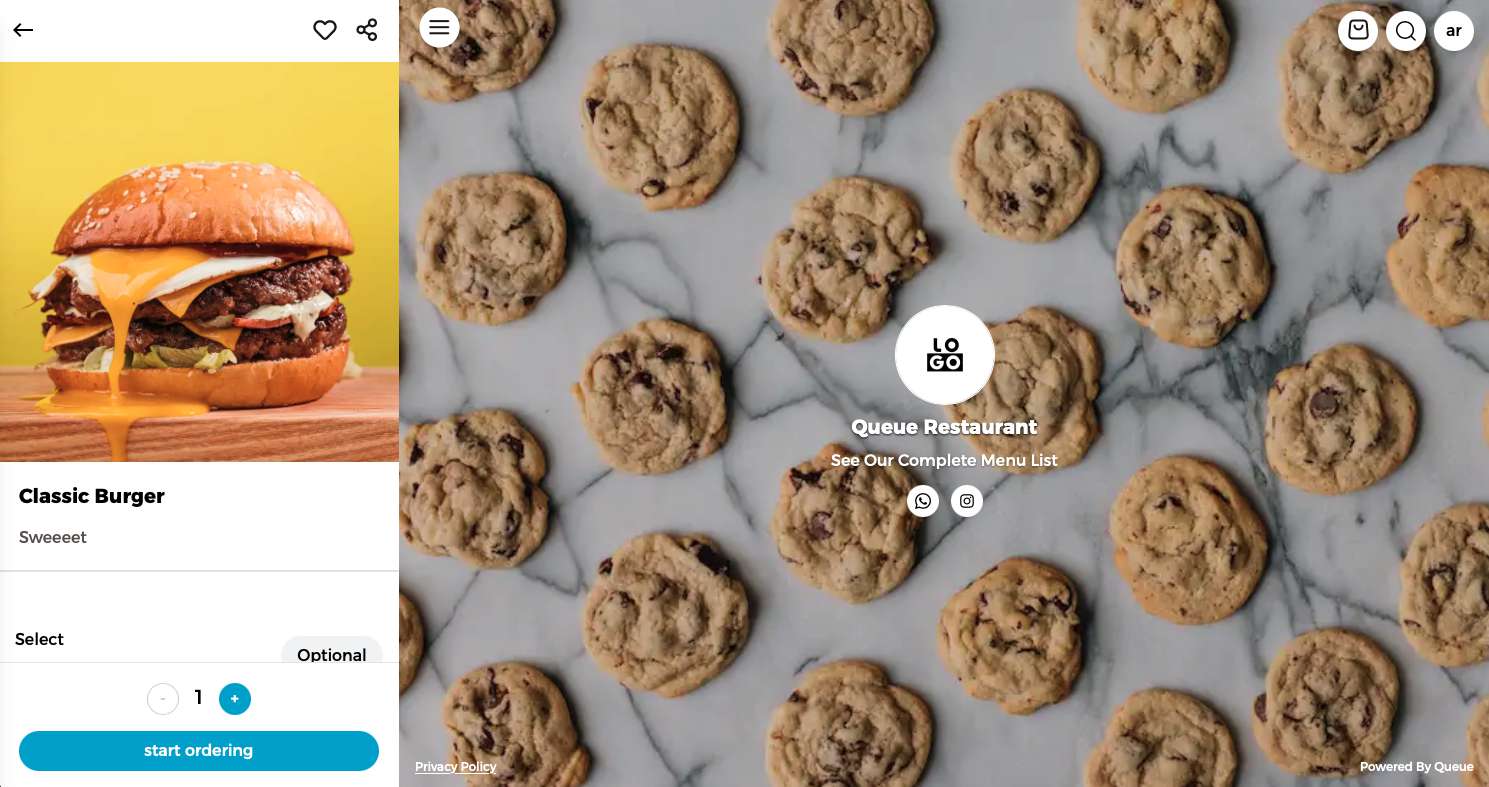 ar
LO
GO
Queue Restaurant
See Our Complete Menu List
Classic Burger
Sweeeet
Select
Optional
- 1 +
start ordering
Privacy Policy
Powered By Queue